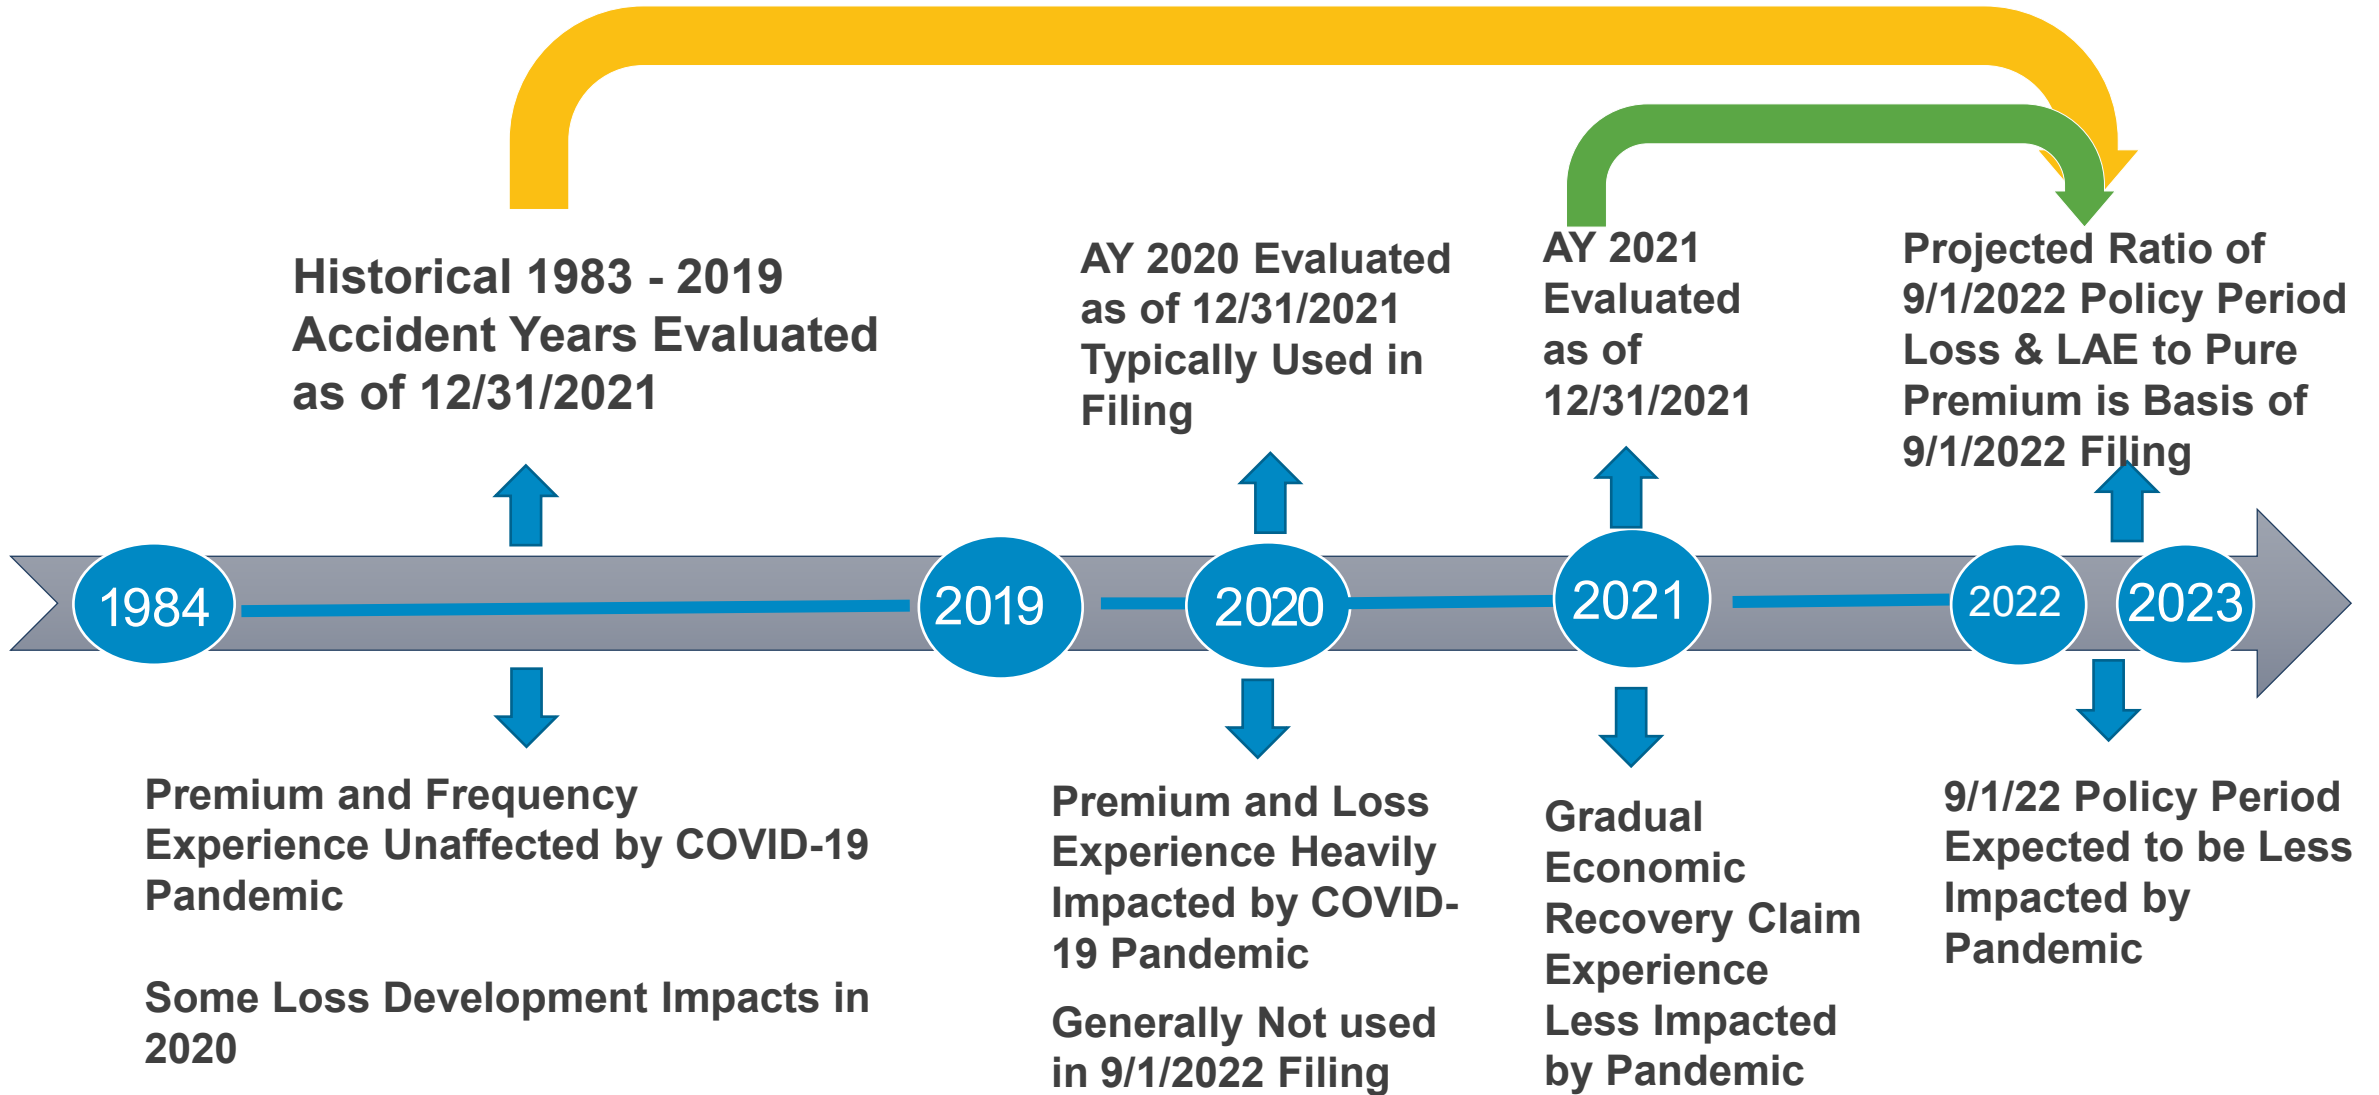 Historical 1983 - 2019
Accident Years Evaluated
as of 12/31/2021
AY 2020 Evaluated
as of 12/31/2021
Typically Used in
Filing
AY 2021
Evaluated
as of
12/31/2021
Projected Ratio of
9/1/2022 Policy Period
Loss & LAE to Pure
Premium is Basis of
9/1/2022 Filing
1984
2019
2020
2021
2022
2023
Premium and Frequency
Experience Unaffected by COVID-19
Pandemic
Some Loss Development Impacts in
2020
Premium and Loss
Experience Heavily
Impacted by COVID-
19 Pandemic
Generally Not used
in 9/1/2022 Filing
Gradual
Economic
Recovery Claim
Experience
Less Impacted
by Pandemic
9/1/22 Policy Period
Expected to be Less
Impacted by
Pandemic